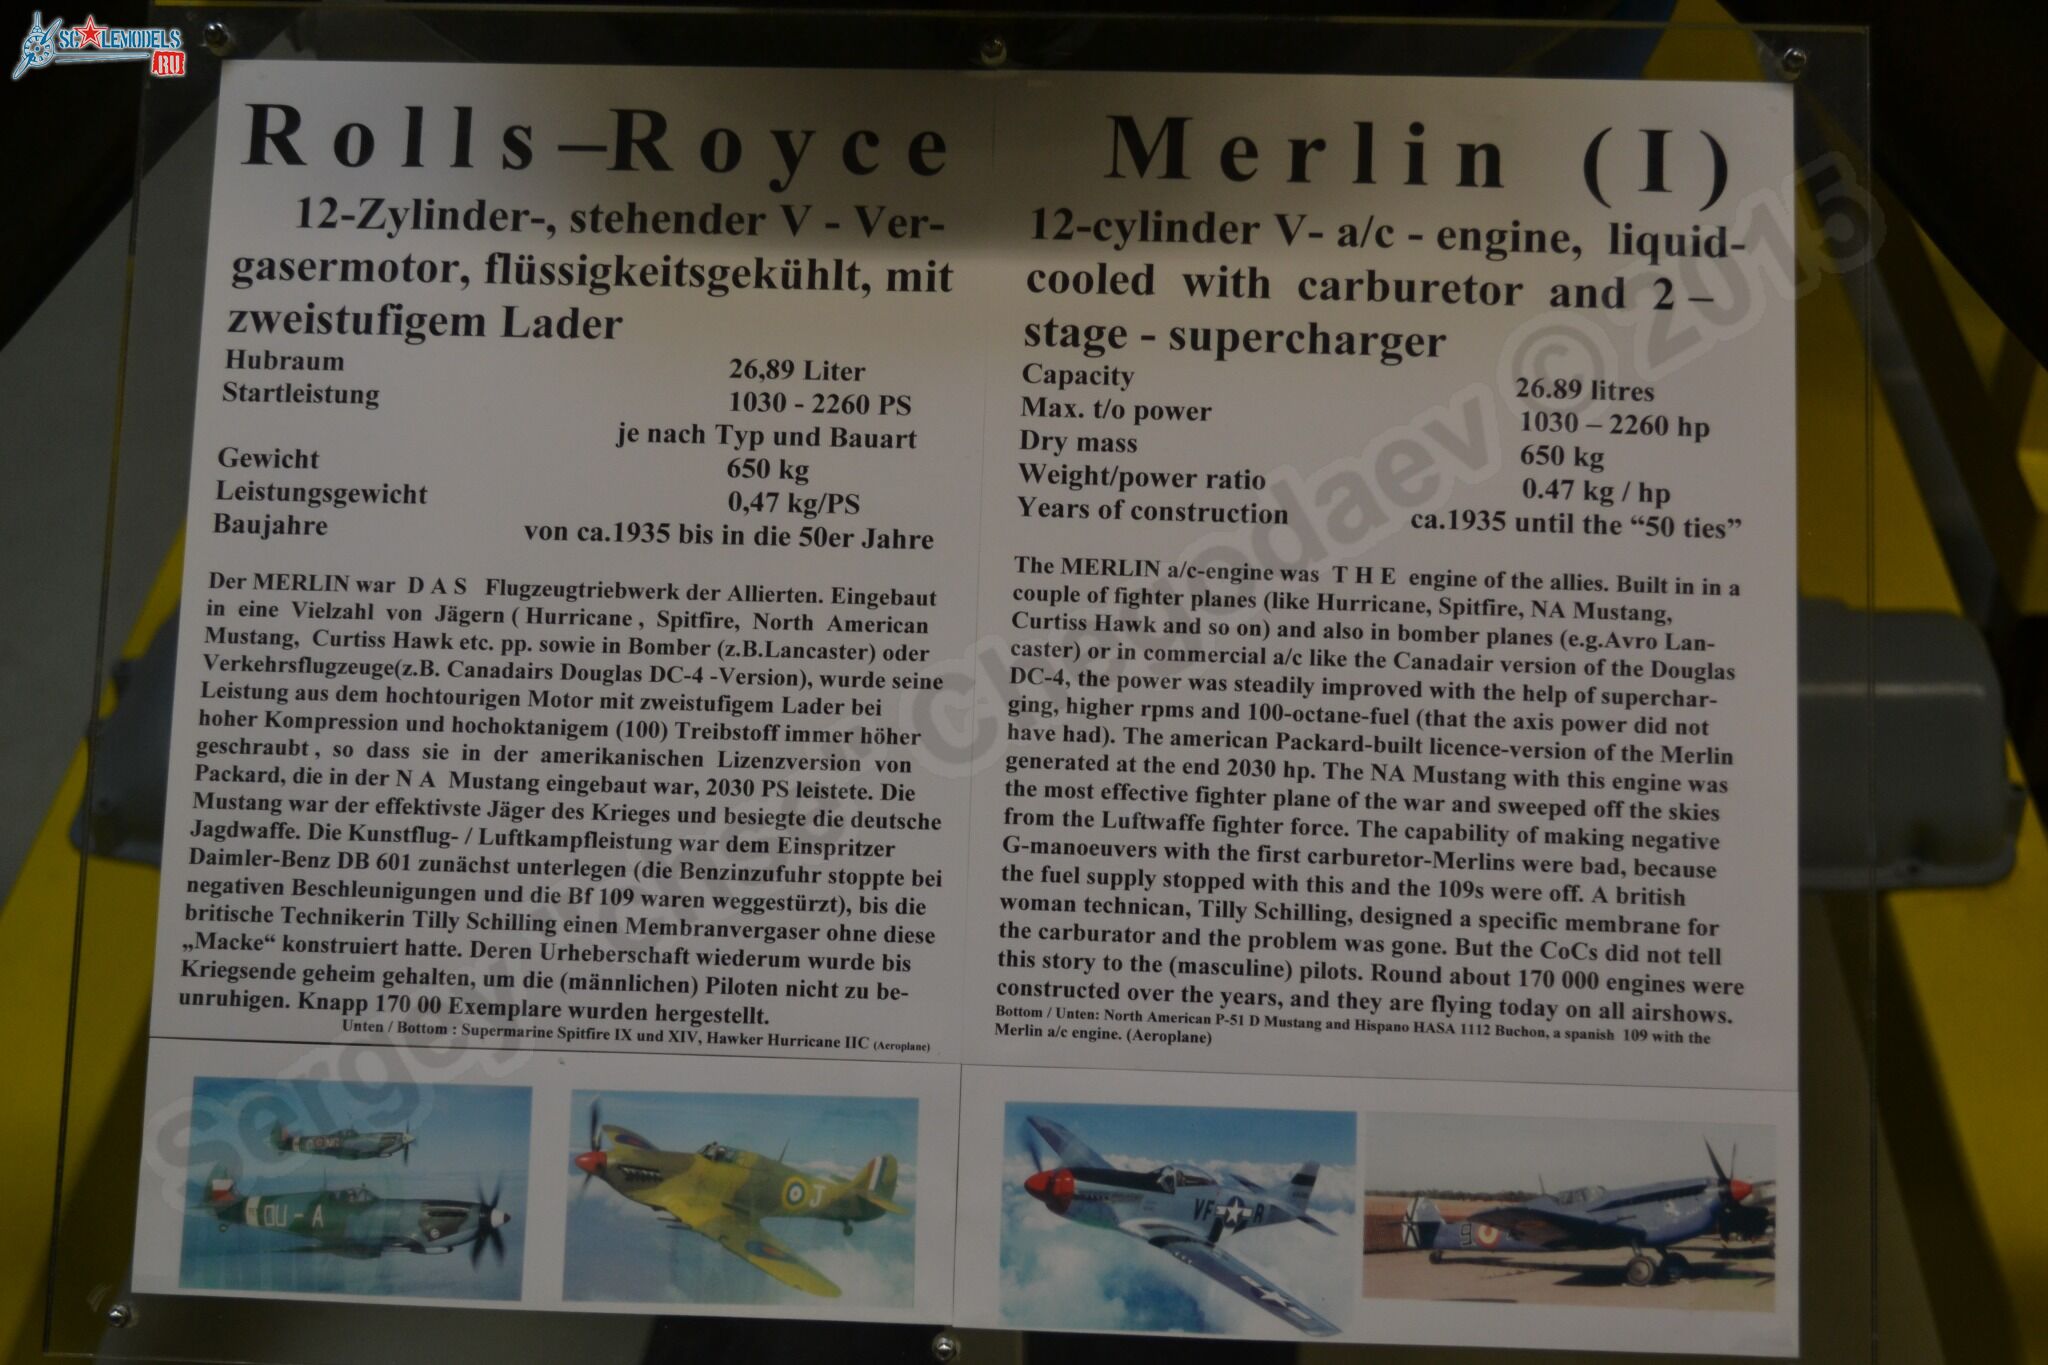 SCALEMODELS
RU
Rolls–Royce Merlin (I)
12-Zylinder-, stehender V - Ver-
gasermotor, flüssigkeitsgekühlt, mit
zweistufigem Lader
Hubraum 26,89 Liter
Startleistung 1030 - 2260 PS
je nach Typ und Bauart
Gewicht 650 kg
Leistungsgewicht 0,47 kg/PS
Baujahre von ca.1935 bis in die 50er Jahre
Der MERLIN war D A S Flugzeugtriebwerk der Allierten. Eingebaut
in eine Vielzahl von Jägern ( Hurricane , Spitfire, North American
Mustang, Curtiss Hawk etc. pp. sowie in Bomber (z.B.Lancaster) oder
Verkehrsflugzeuge(z.B. Canadairs Douglas DC-4 -Version), wurde seine
Leistung aus dem hochtourigen Motor mit zweistufigem Lader bei
hoher Kompression und hochoktanigem (100) Treibstoff immer höher
geschraubt , so dass sie in der amerikanischen Lizenzversion von
Packard, die in der N A Mustang eingebaut war, 2030 PS leistete. Die
Mustang war der effektivste Jäger des Krieges und besiegte die deutsche
Jagdwaffe. Die Kunstflug- / Luftkampfleistung war dem Einspritzer
Daimler-Benz DB 601 zunächst unterlegen (die Benzinzufuhr stoppte bei
negativen Beschleunigungen und die Bf 109 waren weggestürzt), bis die
britische Technikerin Tilly Schilling einen Membranvergaser ohne diese
„Macke“ konstruiert hatte. Deren Urheberschaft wiederum wurde bis
Kriegsende geheim gehalten, um die (männlichen) Piloten nicht zu be-
unruhigen. Knapp 170 00 Exemplare wurden hergestellt.
Unten / Bottom : Supermarine Spitfire IX und XIV, Hawker Hurricane IIC (Aeroplane)
12-cylinder V- a/c - engine, liquid-
cooled with carburetor and 2 –
stage - supercharger
Capacity 26.89 litres
Max. t/o power 1030 – 2260 hp
Dry mass 650 kg
Weight/power ratio 0.47 kg / hp
Years of construction ca.1935 until the “50 ties”
The MERLIN a/c-engine was T H E engine of the allies. Built in in a
couple of fighter planes (like Hurricane, Spitfire, NA Mustang,
Curtiss Hawk and so on) and also in bomber planes (e.g.Avro Lan-
caster) or in commercial a/c like the Canadair version of the Douglas
DC-4, the power was steadily improved with the help of superchar-
ging, higher rpms and 100-octane-fuel (that the axis power did not
have had). The american Packard-built licence-version of the Merlin
generated at the end 2030 hp. The NA Mustang with this engine was
the most effective fighter plane of the war and sweeped off the skies
from the Luftwaffe fighter force. The capability of making negative
G-manoeuvers with the first carburetor-Merlins were bad, because
the fuel supply stopped with this and the 109s were off. A british
woman technican, Tilly Schilling, designed a specific membrane for
the carburator and the problem was gone. But the CoCs did not tell
this story to the (masculine) pilots. Round about 170 000 engines were
constructed over the years, and they are flying today on all airshows.
Bottom / Unten: North American P-51 D Mustang and Hispano HASA 1112 Buchon, a spanish 109 with the
Merlin a/c engine. (Aeroplane)
DU - A
J
VF R
9
Sergey Chegodaev © 2015